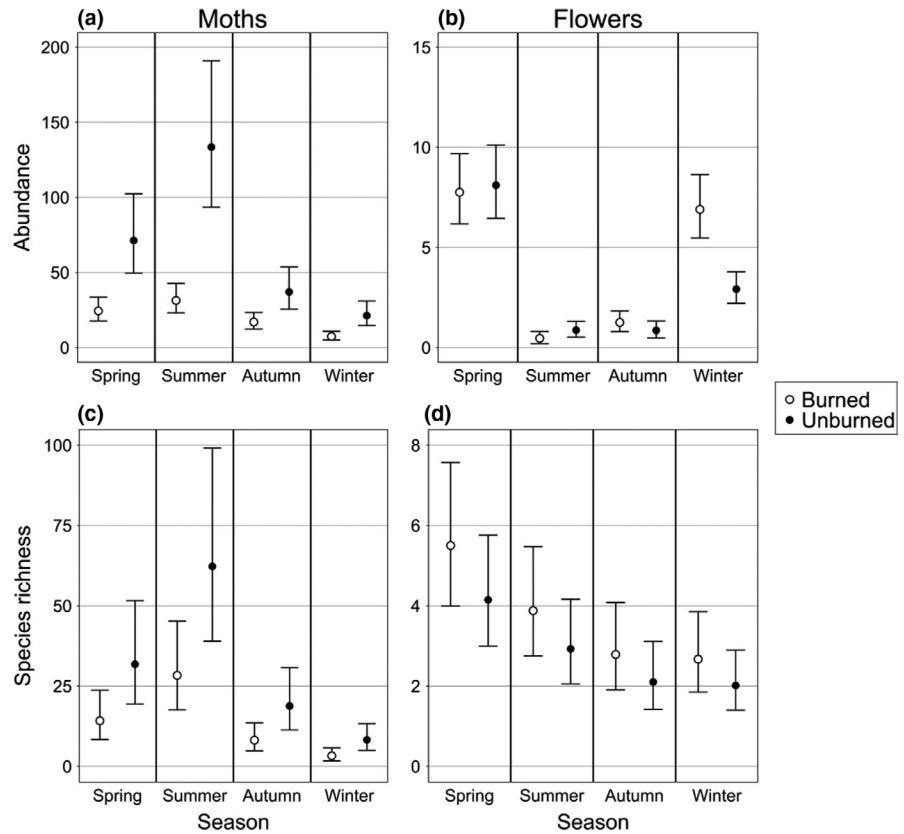 (a) Moths
(b) Flowers
200
150
100
50
0
Abundance
Spring Summer Autumn Winter
15
10
5
0
Spring Summer Autumn Winter
Burned
Unburned
(c)
(d)
100
75
50
25
0
Species richness
Spring Summer Autumn Winter
Season
8
6
4
2
0
Spring Summer Autumn Winter
Season